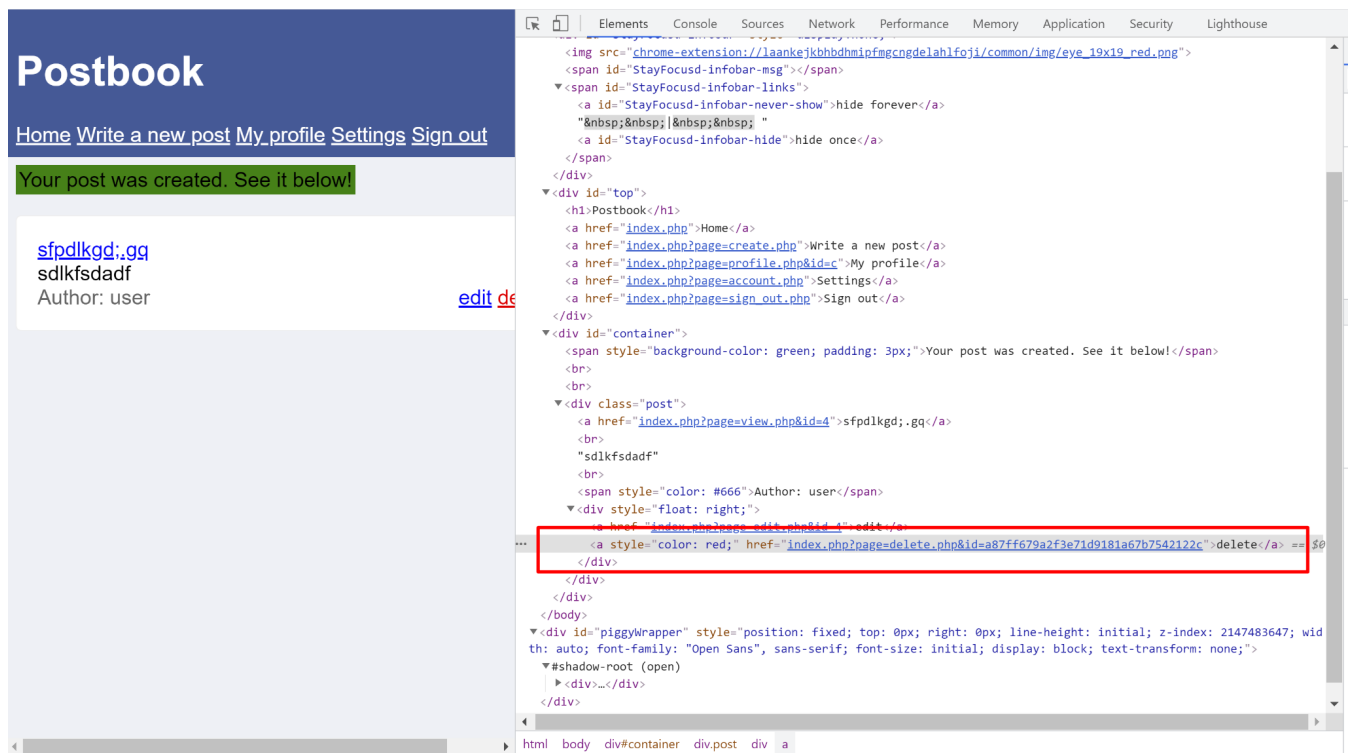 Postbook
Home Write a new post My profile Settings Sign out
Your post was created. See it below!
sfpdlkgd;.gq
sdlkfsdadf
Author: user
edit de
Elements Console Sources Network Performance Memory Application Security Lighthouse
<img src="chrome-extension://laankejkbhbdhmipfmgcngdelahlfoji/common/img/eye_19x19_red.png">
<span id="StayFocusd-infobar-msg"></span>
▼<span id="StayFocusd-infobar-links">
<a id="StayFocusd-infobar-never-show">hide forever</a>
"&nbsp;&nbsp;|&nbsp;&nbsp; "
<a id="StayFocusd-infobar-hide">hide once</a>
</span>
</div>
▼<div id="top">
<h1>Postbook</h1>
<a href="index.php">Home</a>
<a href="index.php?page=create.php">Write a new post</a>
<a href="index.php?page=profile.php&id=c">My profile</a>
<a href="index.php?page=account.php">Settings</a>
<a href="index.php?page=sign_out.php">Sign out</a>
</div>
▼<div id="container">
<span style="background-color: green; padding: 3px;">Your post was created. See it below!</span>
<br>
<br>
▼<div class="post">
<a href="index.php?page=view.php&id=4">sfpdlkgd;.gq</a>
<br>
"sdlkfsdadf"
<br>
<span style="color: #666">Author: user</span>
▼<div style="float: right;">
<a href="index.php?page=edit.php&id=4">edit</a>
<a style="color: red;" href="index.php?page=delete.php&id=a87ff679a2f3e71d9181a67b7542122c">delete</a> == $0
</div>
</div>
</div>
</body>
▼<div id="piggyWrapper" style="position: fixed; top: 0px; right: 0px; line-height: initial; z-index: 2147483647; wid
th: auto; font-family: "Open Sans", sans-serif; font-size: initial; display: block; text-transform: none;">
▼#shadow-root (open)
▶<div>…</div>
</div>
html body div#container div.post div a